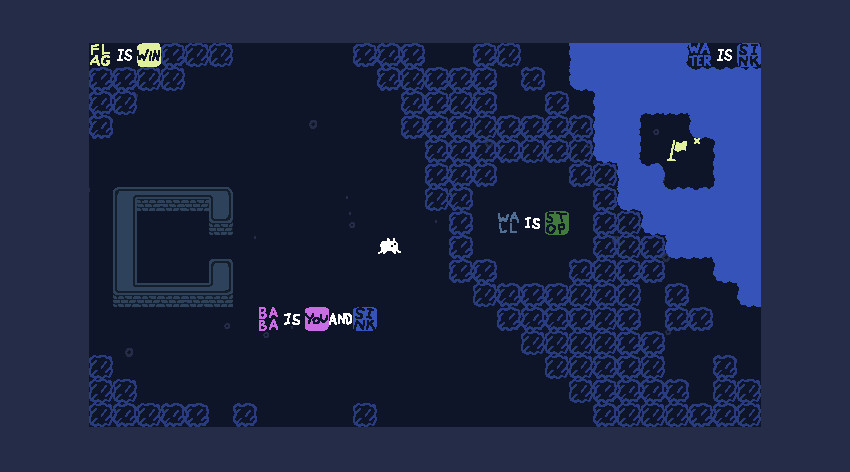 FLAG IS WIN
WATER IS SINK
WALL IS STOP
BABA IS YOU AND SINK